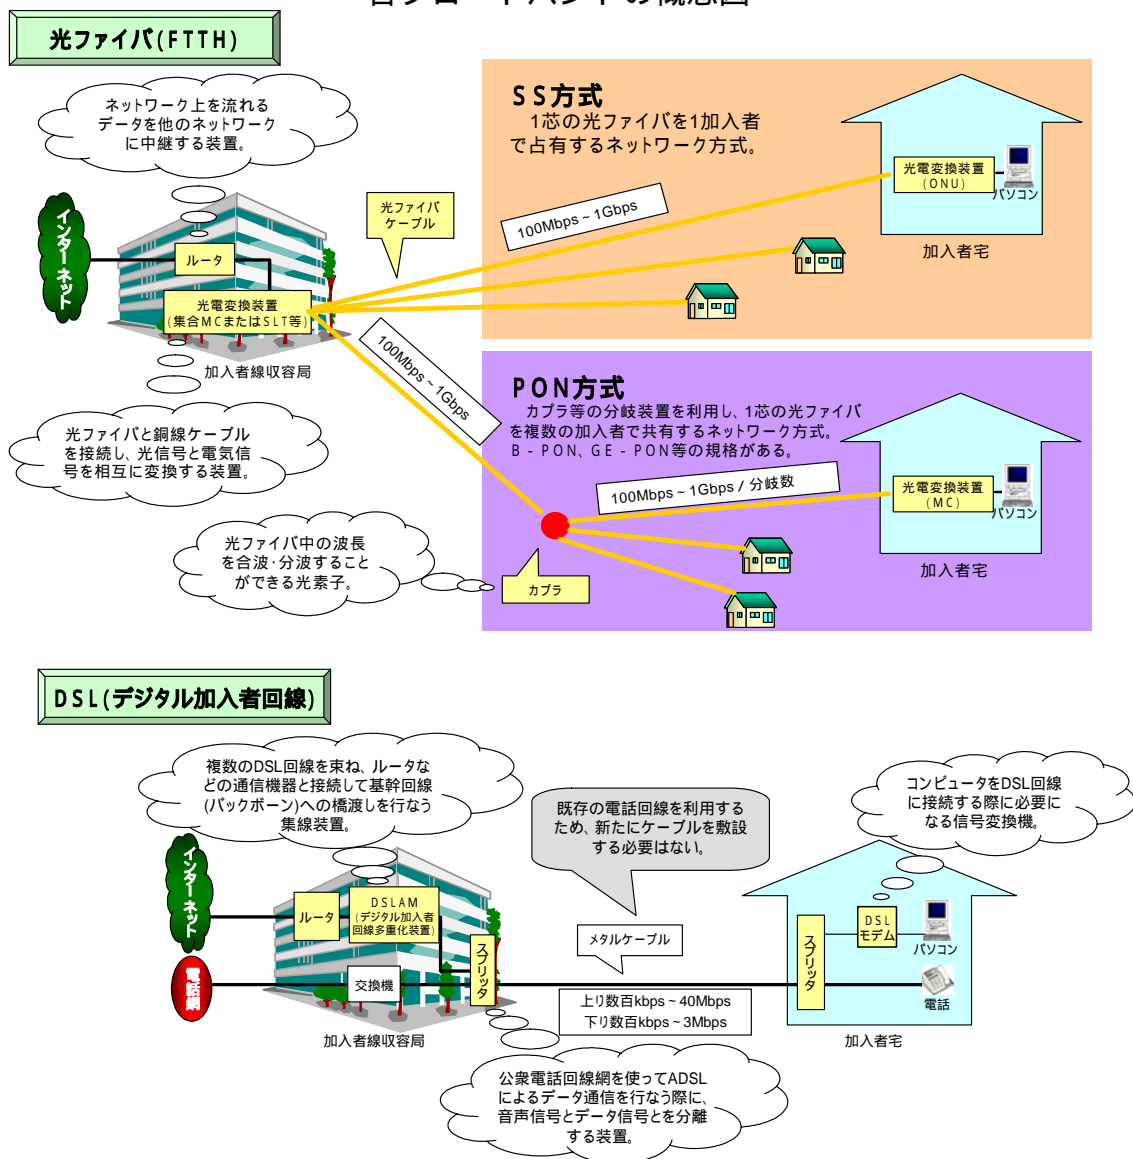 光ファイバ(FTTH)
ネットワーク上を流れる
データを他のネットワーク
に中継する装置。
SS方式
1芯の光ファイバを1加入者
で占有するネットワーク方式。
光電変換装置
(ONU)
パソコン
加入者宅
100Mbps~1Gbps
光ファイバ
ケーブル
インターネット
ルータ
光電変換装置
(集合MCまたはSLT等)
加入者線収容局
100Mbps~1Gbps
PON方式
カプラ等の分岐装置を利用し、1芯の光ファイバ
を複数の加入者で共有するネットワーク方式。
B-PON、GE-PON等の規格がある。
100Mbps~1Gbps/分岐数
光電変換装置
(MC)
パソコン
加入者宅
光ファイバと銅線ケーブル
を接続し、光信号と電気信
号を相互に変換する装置。
光ファイバ中の波長
を合波・分波すること
ができる光素子。
カプラ
DSL(デジタル加入者回線)
複数のDSL回線を束ね、ルータな
どの通信機器と接続して基幹回線
(バックボーン)への橋渡しを行なう
集線装置。
既存の電話回線を利用する
ため、新たにケーブルを敷設
する必要はない。
コンピュータをDSL回線
に接続する際に必要に
なる信号変換機。
インターネット
ルータ
DSLAM
(デジタル加入者
回線多重化装置)
スプリッタ
メタルケーブル
スプリッタ
DSL
モデム
パソコン
電話網
交換機
電話
上り数百kbps~40Mbps
下り数百kbps~3Mbps
加入者線収容局
加入者宅
公衆電話回線網を使ってADSL
によるデータ通信を行なう際に、
音声信号とデータ信号とを分離
する装置。